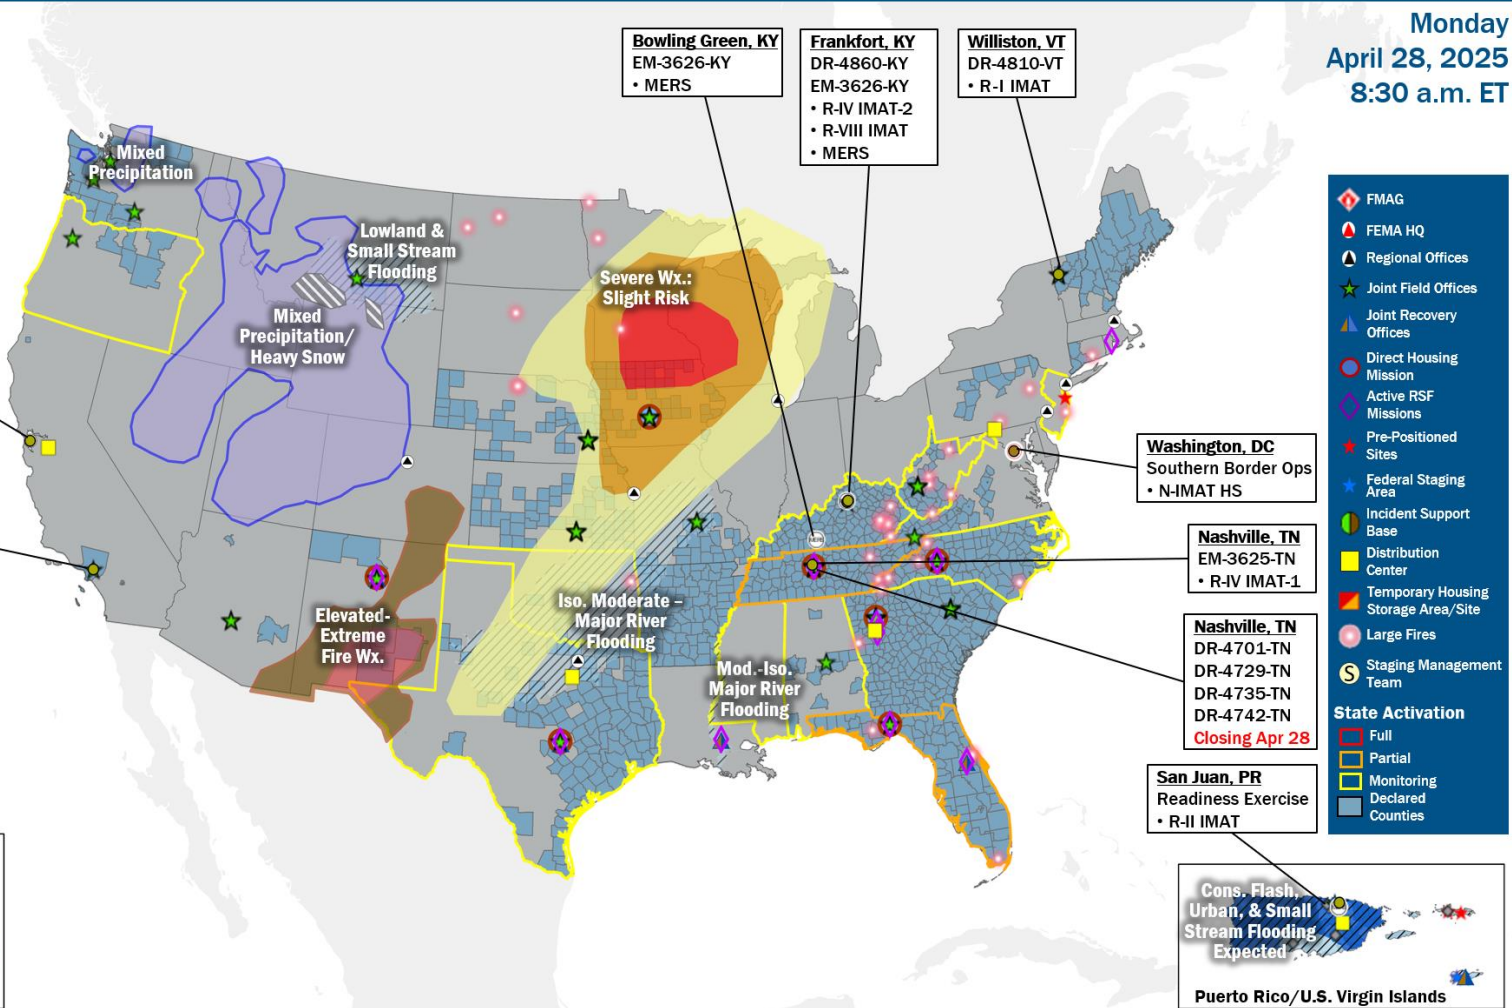 Monday
April 28, 2025
8:30 a.m. ET
Bowling Green, KY
EM-3626-KY
• MERS
Frankfort, KY
DR-4860-KY
EM-3626-KY
• R-IV IMAT-2
• R-VIII IMAT
• MERS
Williston, VT
DR-4810-VT
• R-I IMAT
Mixed
Precipitation
Lowland &
Small Stream
Flooding
Mixed
Precipitation/
Heavy Snow
Severe Wx.:
Slight Risk
Elevated-
Extreme
Fire Wx.
Iso. Moderate –
Major River
Flooding
Mod.-Iso.
Major River
Flooding
Washington, DC
Southern Border Ops
• N-IMAT HS
Nashville, TN
EM-3625-TN
• R-IV IMAT-1
Nashville, TN
DR-4701-TN
DR-4729-TN
DR-4735-TN
DR-4742-TN
Closing Apr 28
San Juan, PR
Readiness Exercise
• R-II IMAT
FMAG
FEMA HQ
Regional Offices
Joint Field Offices
Joint Recovery
Offices
Direct Housing
Mission
Active RSF
Missions
Pre-Positioned
Sites
Federal Staging
Area
Incident Support
Base
Distribution
Center
Temporary Housing
Storage Area/Site
Large Fires
S
Staging Management
Team
State Activation
Full
Partial
Monitoring
Declared
Counties
Cons. Flash,
Urban, & Small
Stream Flooding
Expected
Puerto Rico/U.S. Virgin Islands